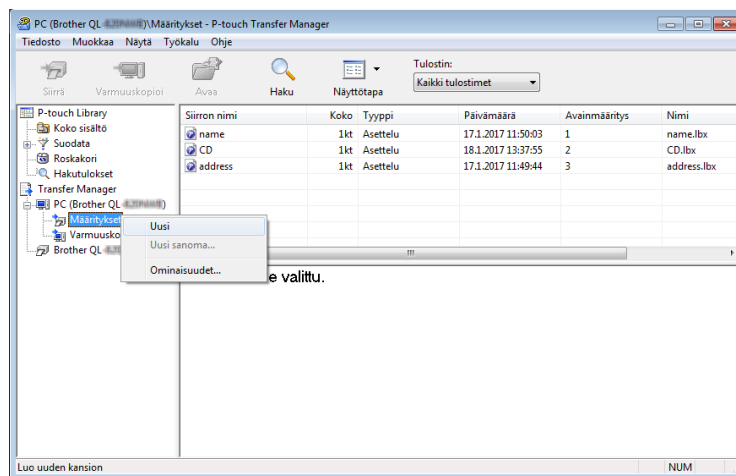 PC (Brother QL- )\Määritykset - P-touch Transfer Manager
Tiedosto Muokkaa Näytä Työkalu Ohje
Siirrä Varmuuskopioi Avaa Haku Näyttötapa
Tulostin:
Kaikki tulostimet
P-touch Library
Koko sisältö
Suodata
Roskakori
Hakutulokset
Transfer Manager
PC (Brother QL- )
Määritykset
Varmuusko
Brother QL-
Uusi
Uusi sanoma...
Ominaisuudet...
Siirron nimi Koko Tyyppi Päivämäärä Avainmääritys Nimi
name 1kt Asettelu 17.1.2017 11:50:03 1 name.lbx
CD 1kt Asettelu 18.1.2017 13:37:55 2 CD.lbx
address 1kt Asettelu 17.1.2017 11:49:44 3 address.lbx
e valittu.
Luo uuden kansion NUM